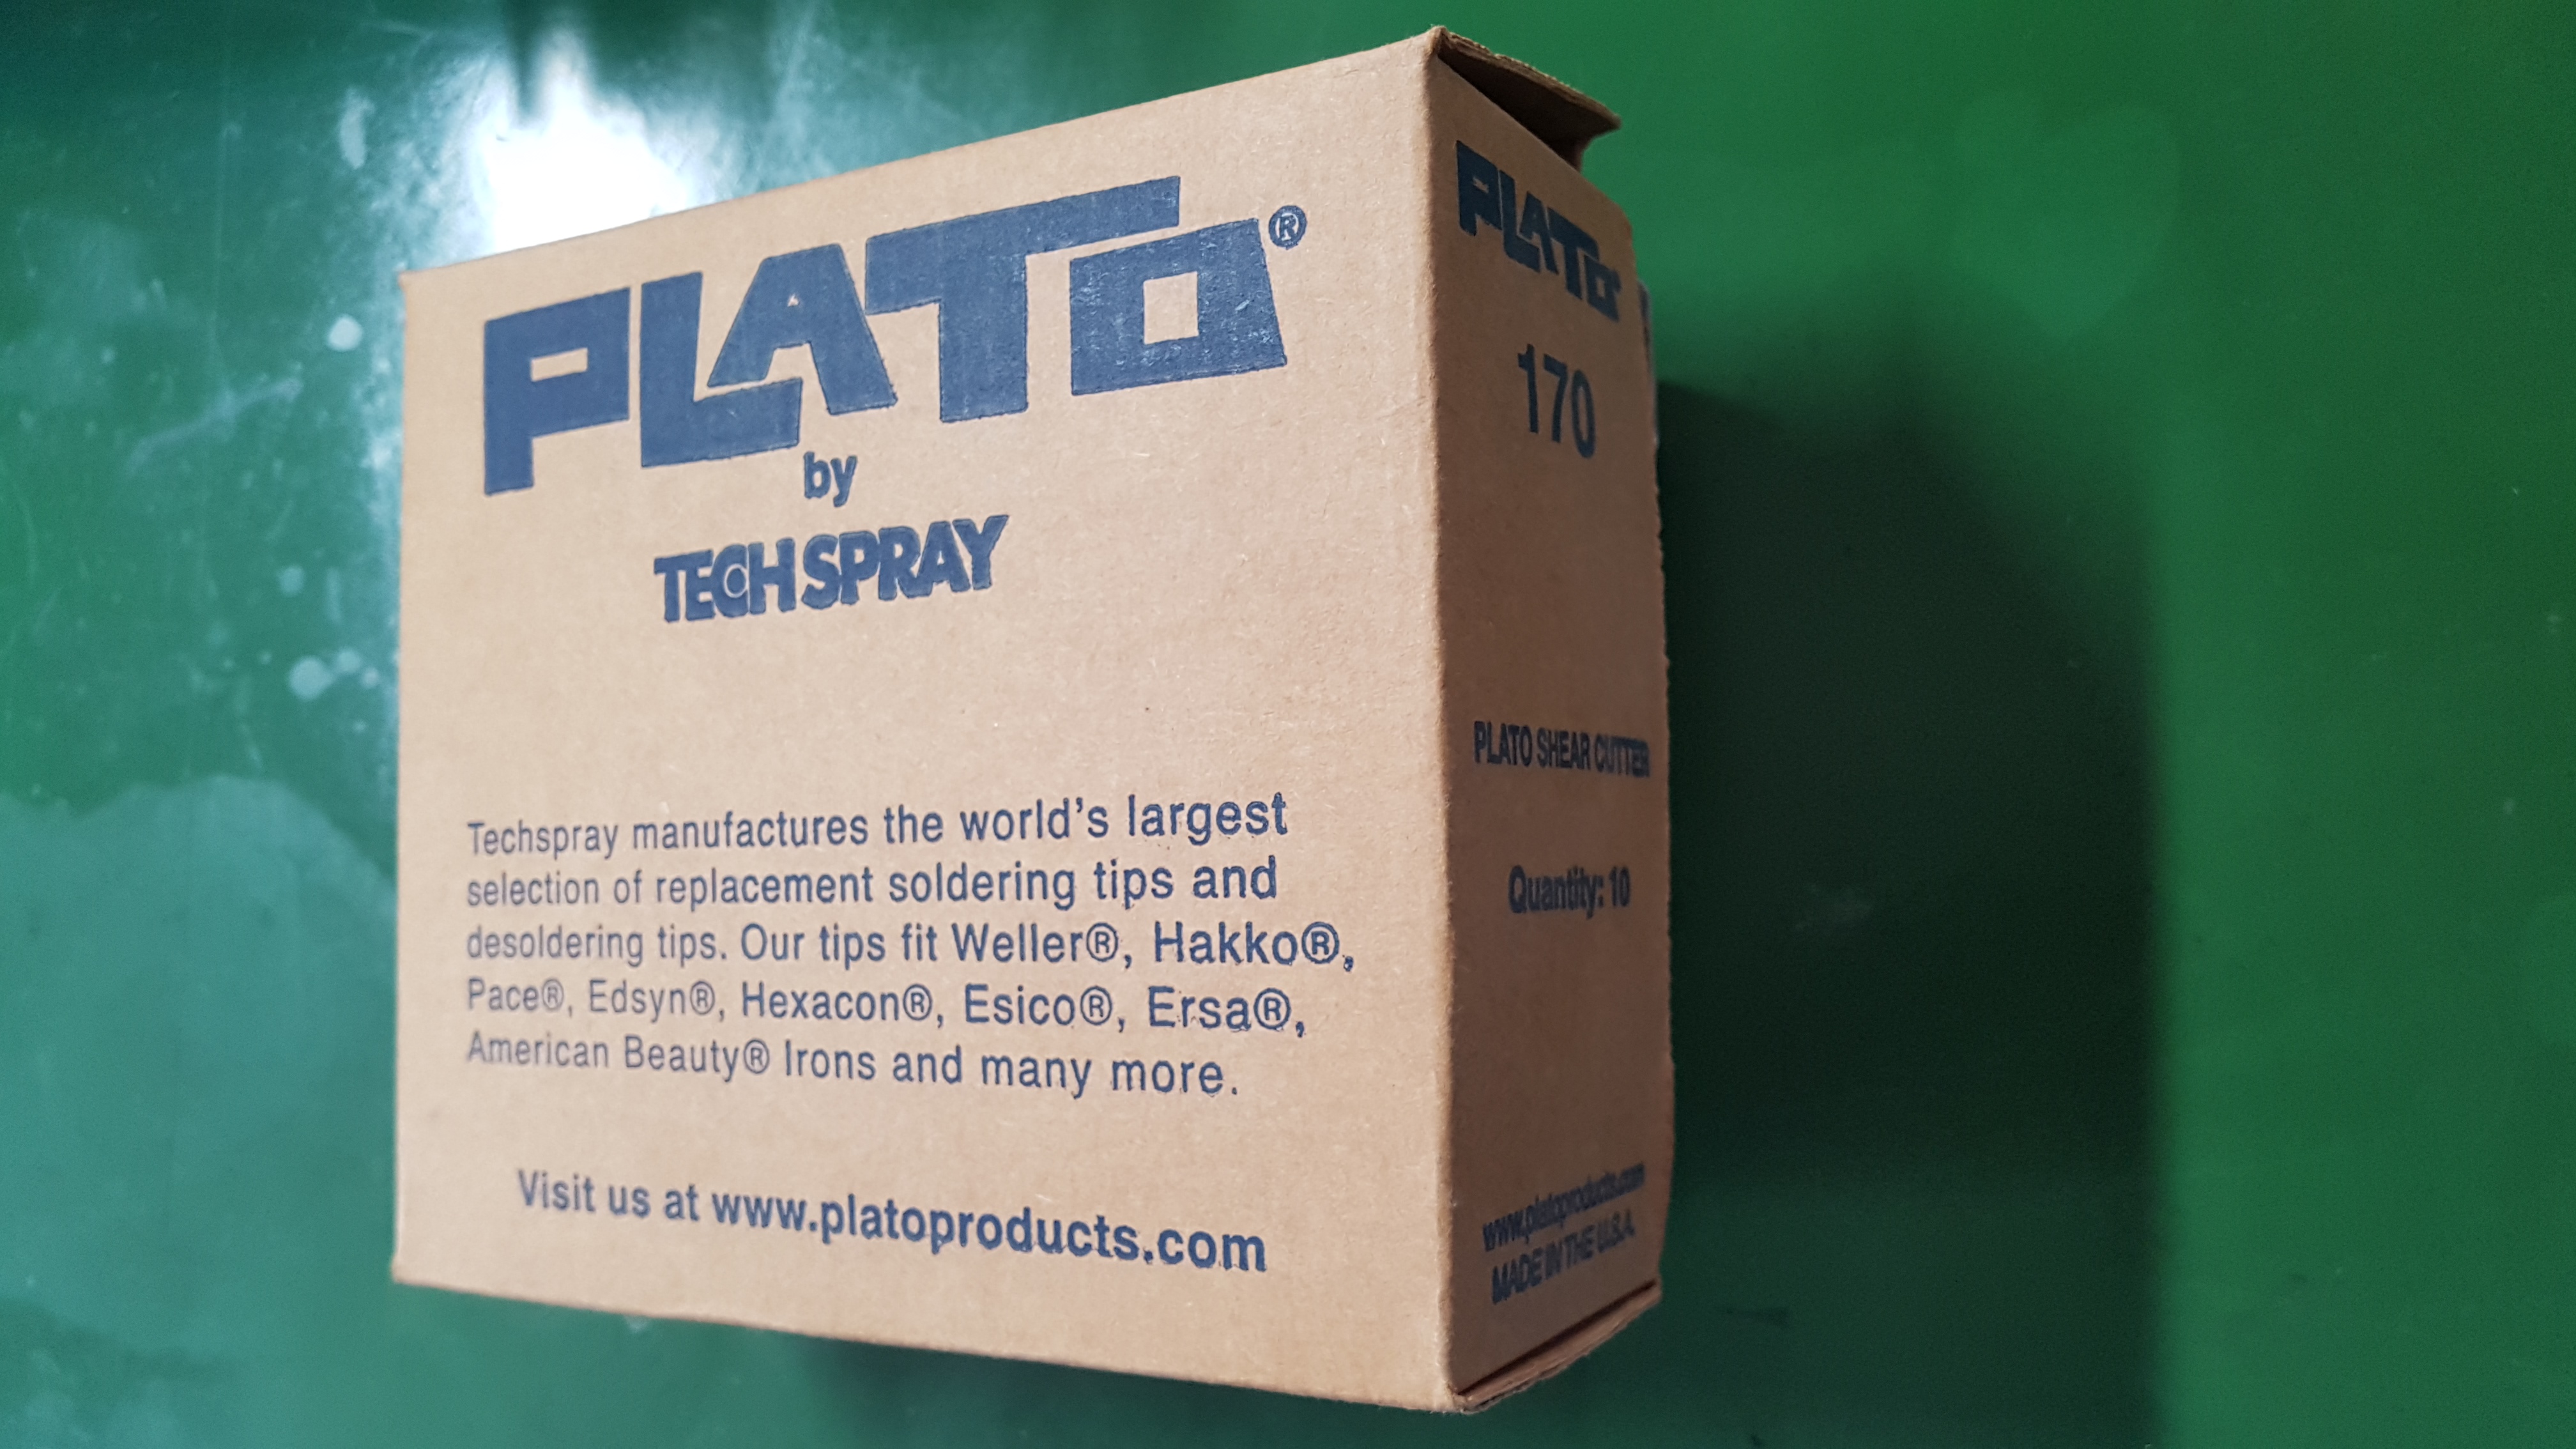 PLATO®
by
TECHSPRAY
Techspray manufactures the world's largest
selection of replacement soldering tips and
desoldering tips. Our tips fit Weller®, Hakko®,
Pace®, Edsyn®, Hexacon®, Esico®, Ersa®,
American Beauty® Irons and many more.
Visit us at www.platoproducts.com
PLATO
170
PLATO SHEAR CUTTER
Quantity: 10
www.platoproducts.com
MADE IN THE U.S.A.